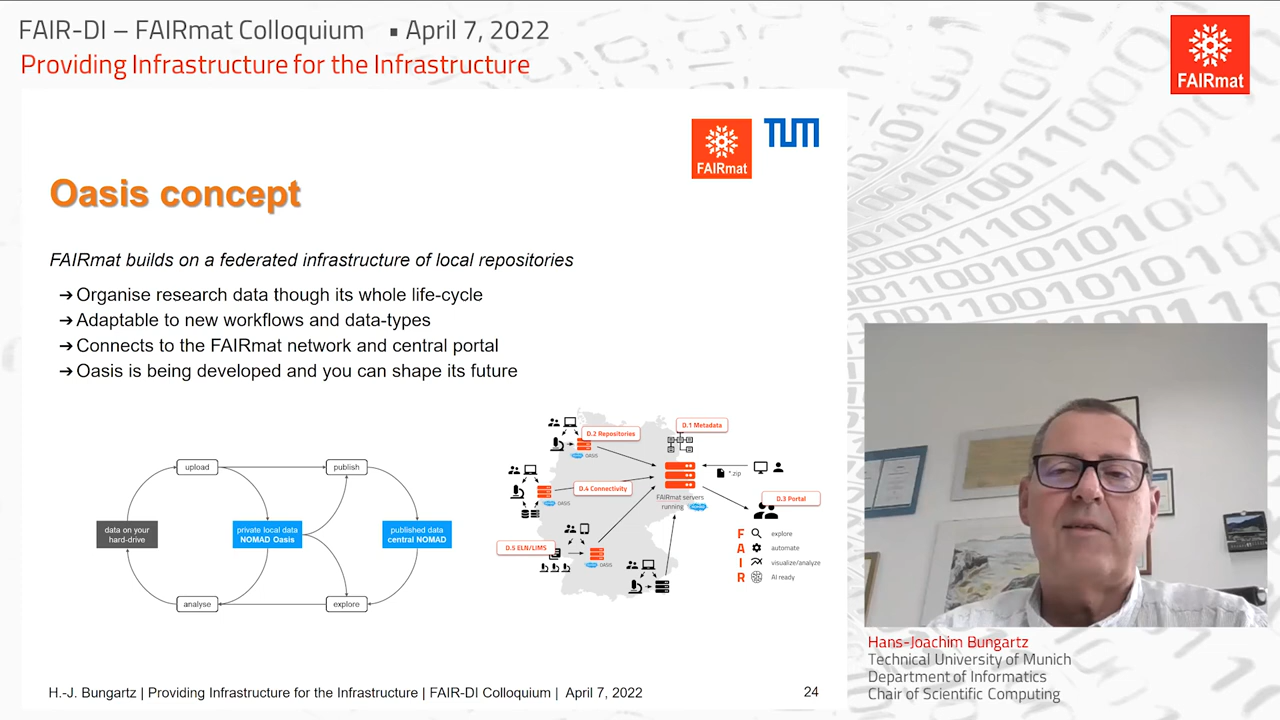 FAIR-DI – FAIRmat Colloquium ▪ April 7, 2022
Providing Infrastructure for the Infrastructure
FAIRmat
FAIRmat
TUM
Oasis concept
FAIRmat builds on a federated infrastructure of local repositories
➔ Organise research data though its whole life-cycle
➔ Adaptable to new workflows and data-types
➔ Connects to the FAIRmat network and central portal
➔ Oasis is being developed and you can shape its future
upload
publish
data on your
hard-drive
private local data
NOMAD Oasis
published data
central NOMAD
analyse
explore
D.1 Metadata
D.2 Repositories
OASIS
*.zip
D.4 Connectivity
OASIS
FAIRmat servers
running
D.3 Portal
D.5 ELN/LIMS
OASIS
F explore
A automate
I visualize/analyze
R AI ready
H.-J. Bungartz | Providing Infrastructure for the Infrastructure | FAIR-DI Colloquium | April 7, 2022
24
Hans-Joachim Bungartz
Technical University of Munich
Department of Informatics
Chair of Scientific Computing